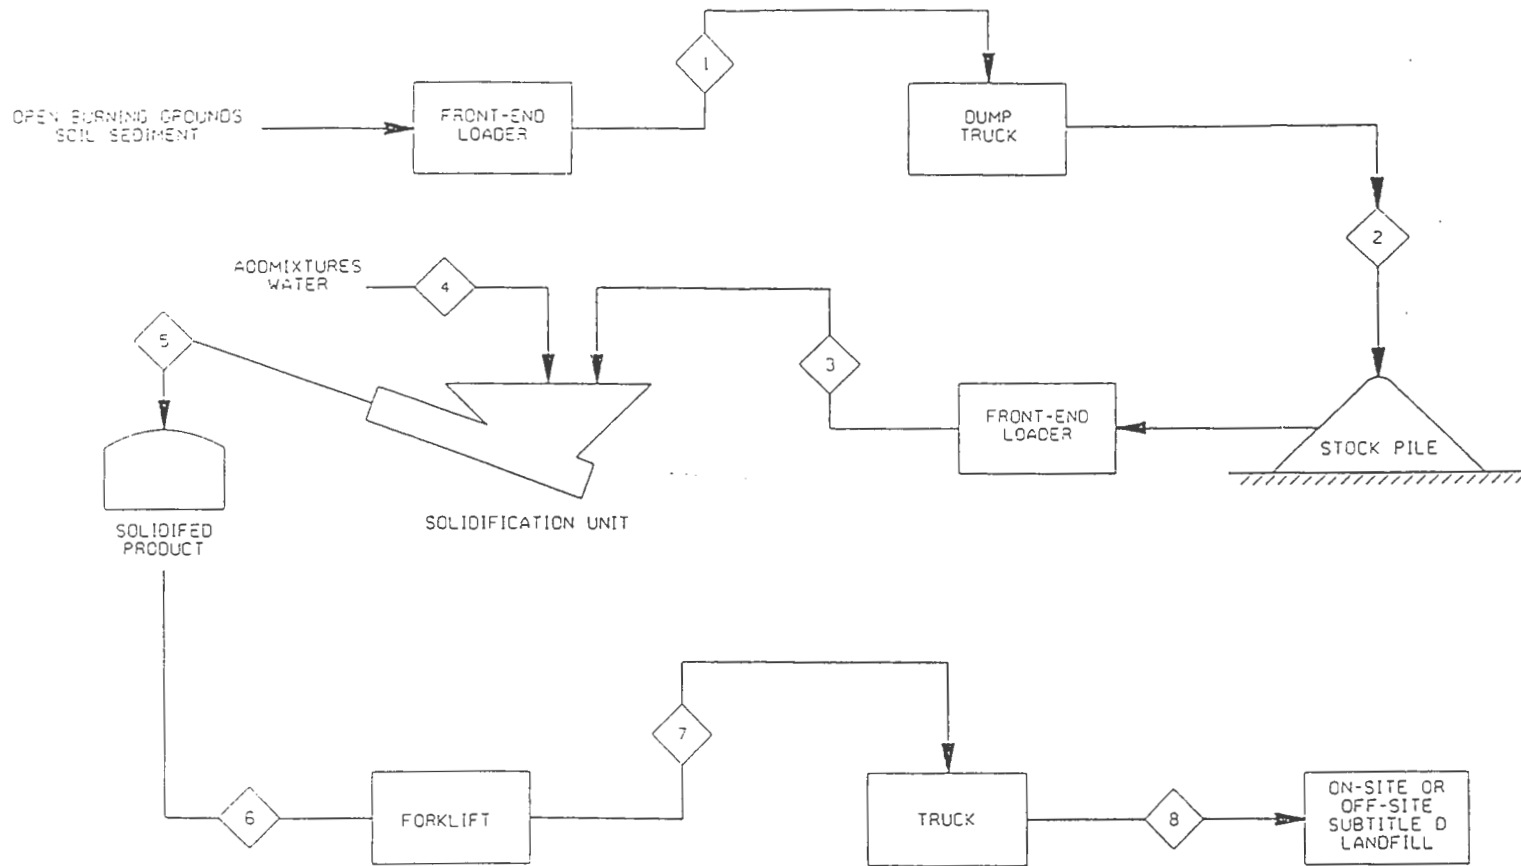 1
OPEN BURNING GROUNDS
SOIL SEDIMENT
FRONT-END
LOADER
DUMP
TRUCK
2
ADDMIXTURES
WATER
4
5
3
FRONT-END
LOADER
STOCK PILE
SOLIDIFED
PRODUCT
SOLIDIFICATION UNIT
7
6
FORKLIFT
TRUCK
8
ON-SITE OR
OFF-SITE
SUBTITLE D
LANDFILL